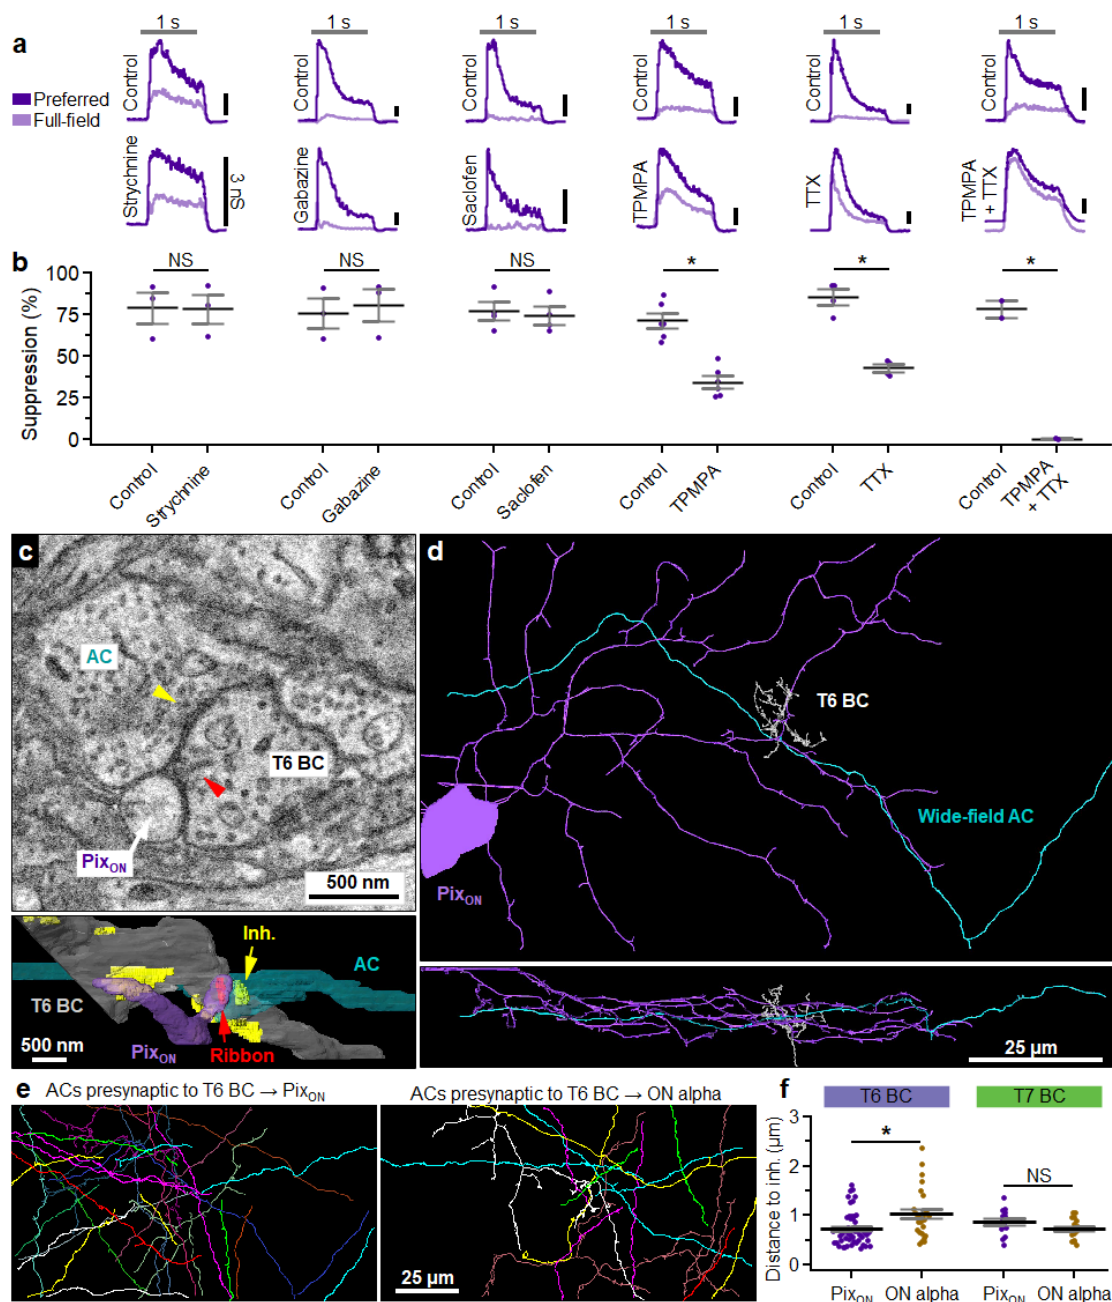 a
1 s 1 s 1 s 1 s 1 s 1 s
Preferred
Full-field
Control Control Control Control Control Control
Strychnine
3 nS
Gabazine
Saclofen
TPMPA
TTX
TPMPA
+ TTX
b
NS NS NS * * *
Suppression (%)
100
75
50
25
0
Control Strychnine Control Gabazine Control Saclofen Control TPMPA Control TTX Control TPMPA
+ TTX
c
AC
T6 BC
PixON
500 nm
Inh.
AC
T6 BC
500 nm
PixON
Ribbon
d
T6 BC
Wide-field AC
PixON
25 µm
e
ACs presynaptic to T6 BC → PixON
ACs presynaptic to T6 BC → ON alpha
25 µm
f
T6 BC T7 BC
Distance to inh. (µm)
3
2
1
0
* NS
PixON ON alpha PixON ON alpha